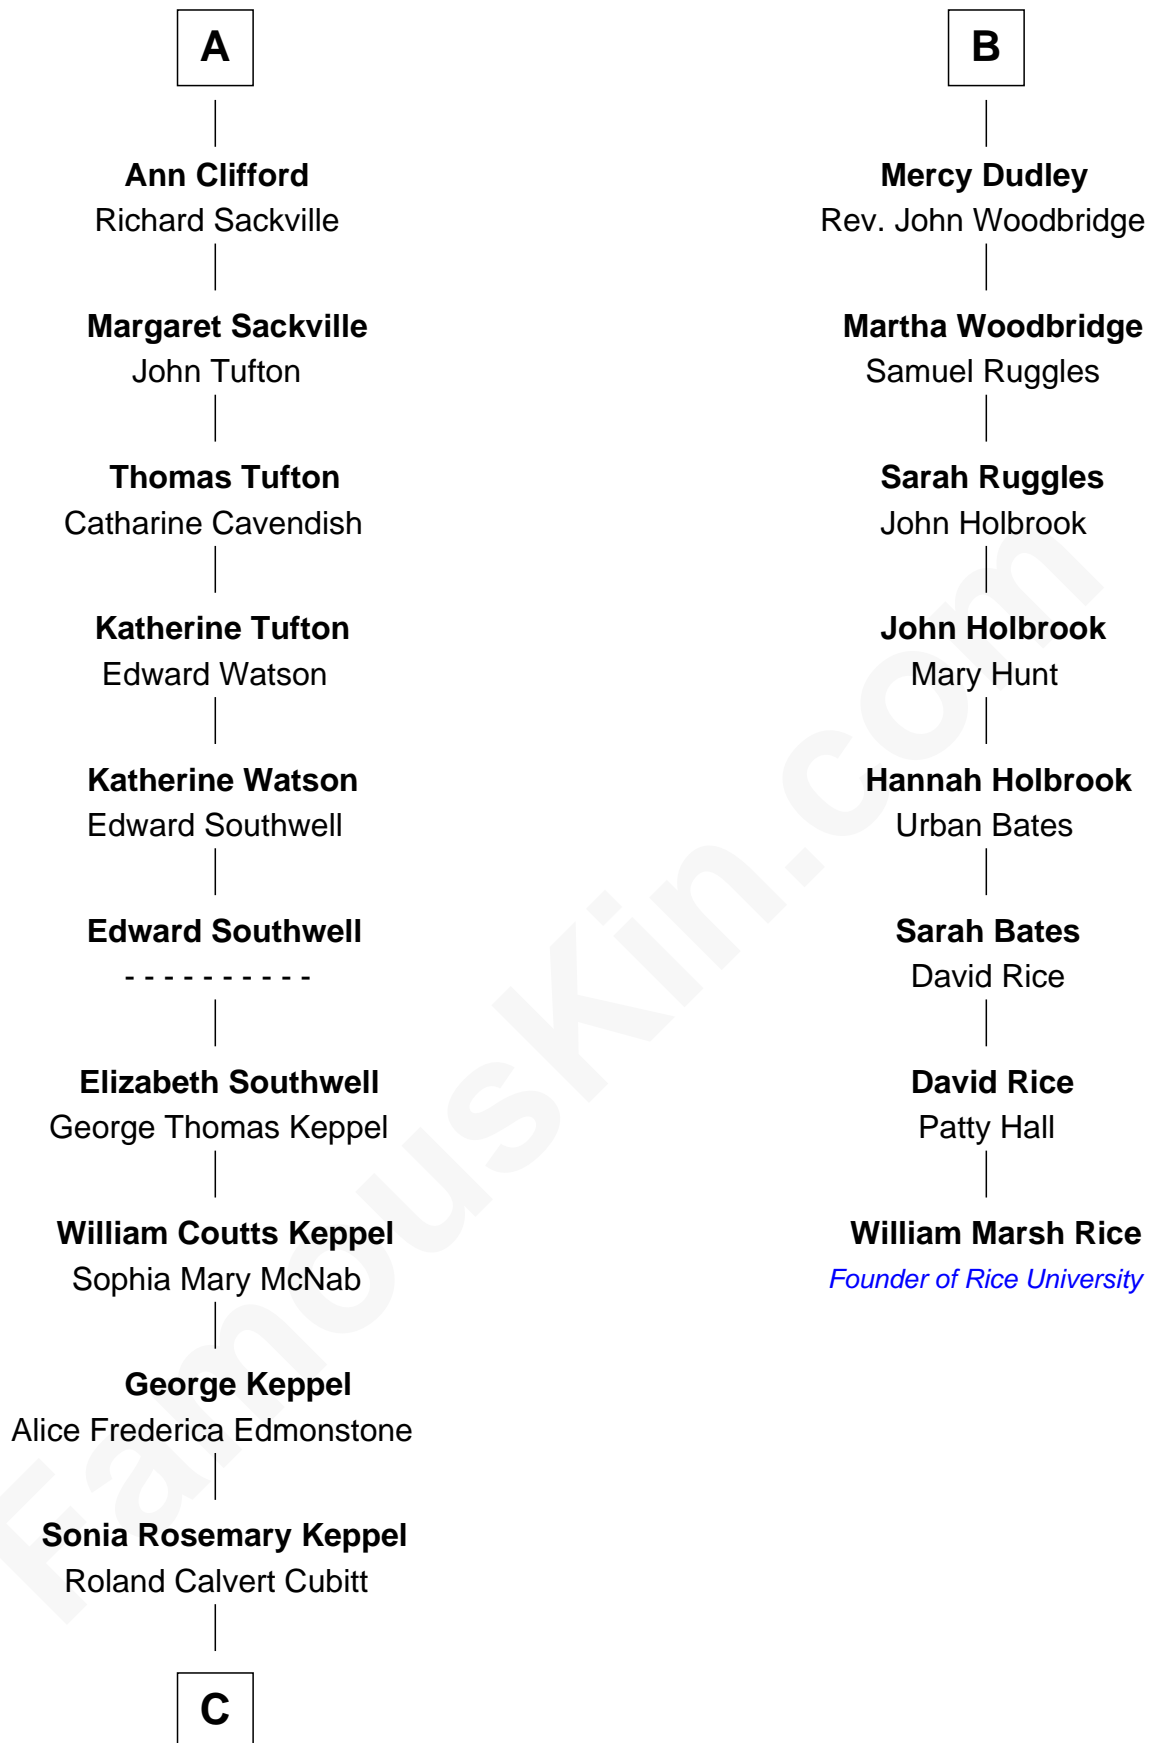 A
Ann Clifford
Richard Sackville
Margaret Sackville
John Tufton
Thomas Tufton
Catharine Cavendish
Katherine Tufton
Edward Watson
Katherine Watson
Edward Southwell
Edward Southwell
- - - - - - - - - -
Elizabeth Southwell
George Thomas Keppel
William Coutts Keppel
Sophia Mary McNab
George Keppel
Alice Frederica Edmonstone
Sonia Rosemary Keppel
Roland Calvert Cubitt
C
B
Mercy Dudley
Rev. John Woodbridge
Martha Woodbridge
Samuel Ruggles
Sarah Ruggles
John Holbrook
John Holbrook
Mary Hunt
Hannah Holbrook
Urban Bates
Sarah Bates
David Rice
David Rice
Patty Hall
William Marsh Rice
Founder of Rice University
FamousKin.com